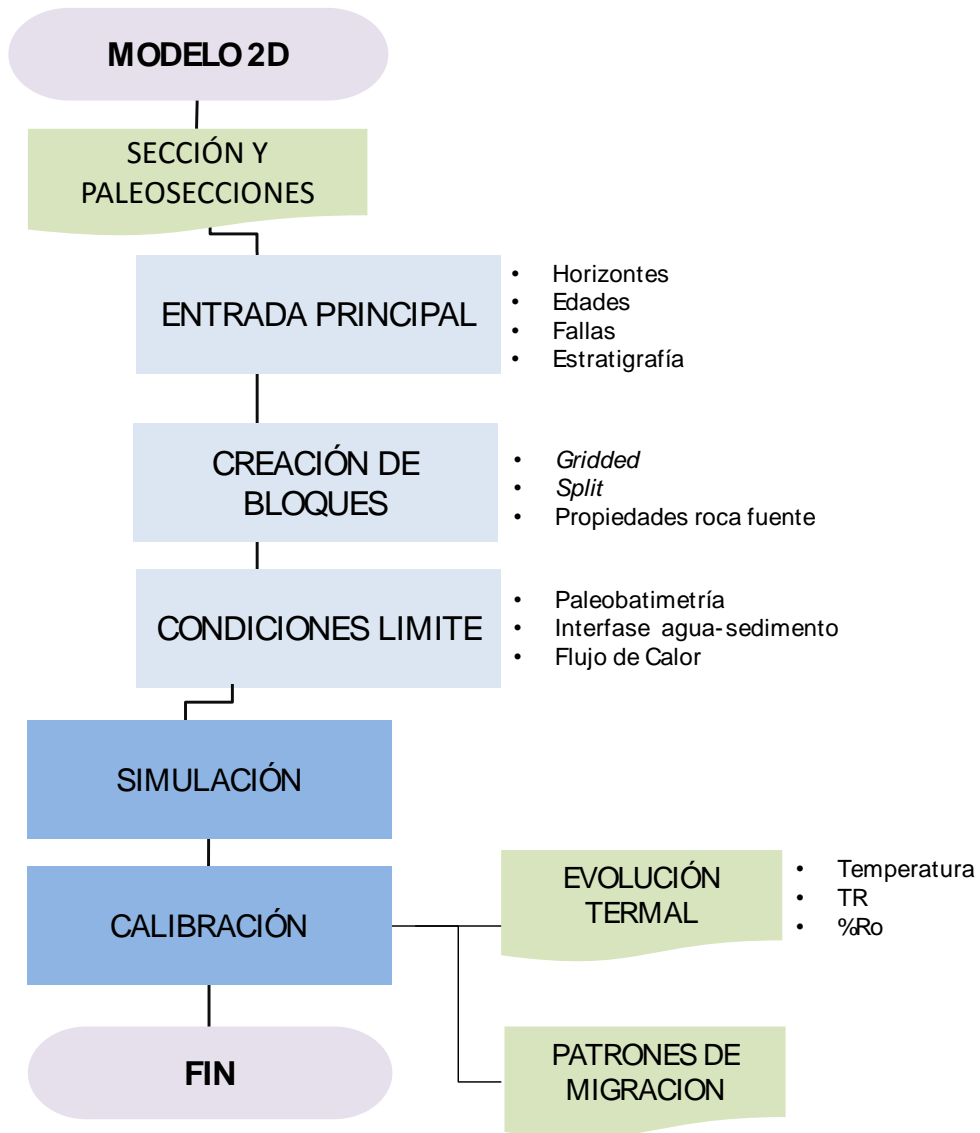 MODELO 2D
SECCIÓN Y
PALEOSECCIONES
ENTRADA PRINCIPAL
• Horizontes
• Edades
• Fallas
• Estratigrafía
CREACIÓN DE
BLOQUES
• Gridded
• Split
• Propiedades roca fuente
CONDICIONES LIMITE
• Paleobatimetría
• Interfase agua-sedimento
• Flujo de Calor
SIMULACIÓN
CALIBRACIÓN
EVOLUCIÓN
TERMAL
• Temperatura
• TR
• %Ro
FIN
PATRONES DE
MIGRACION